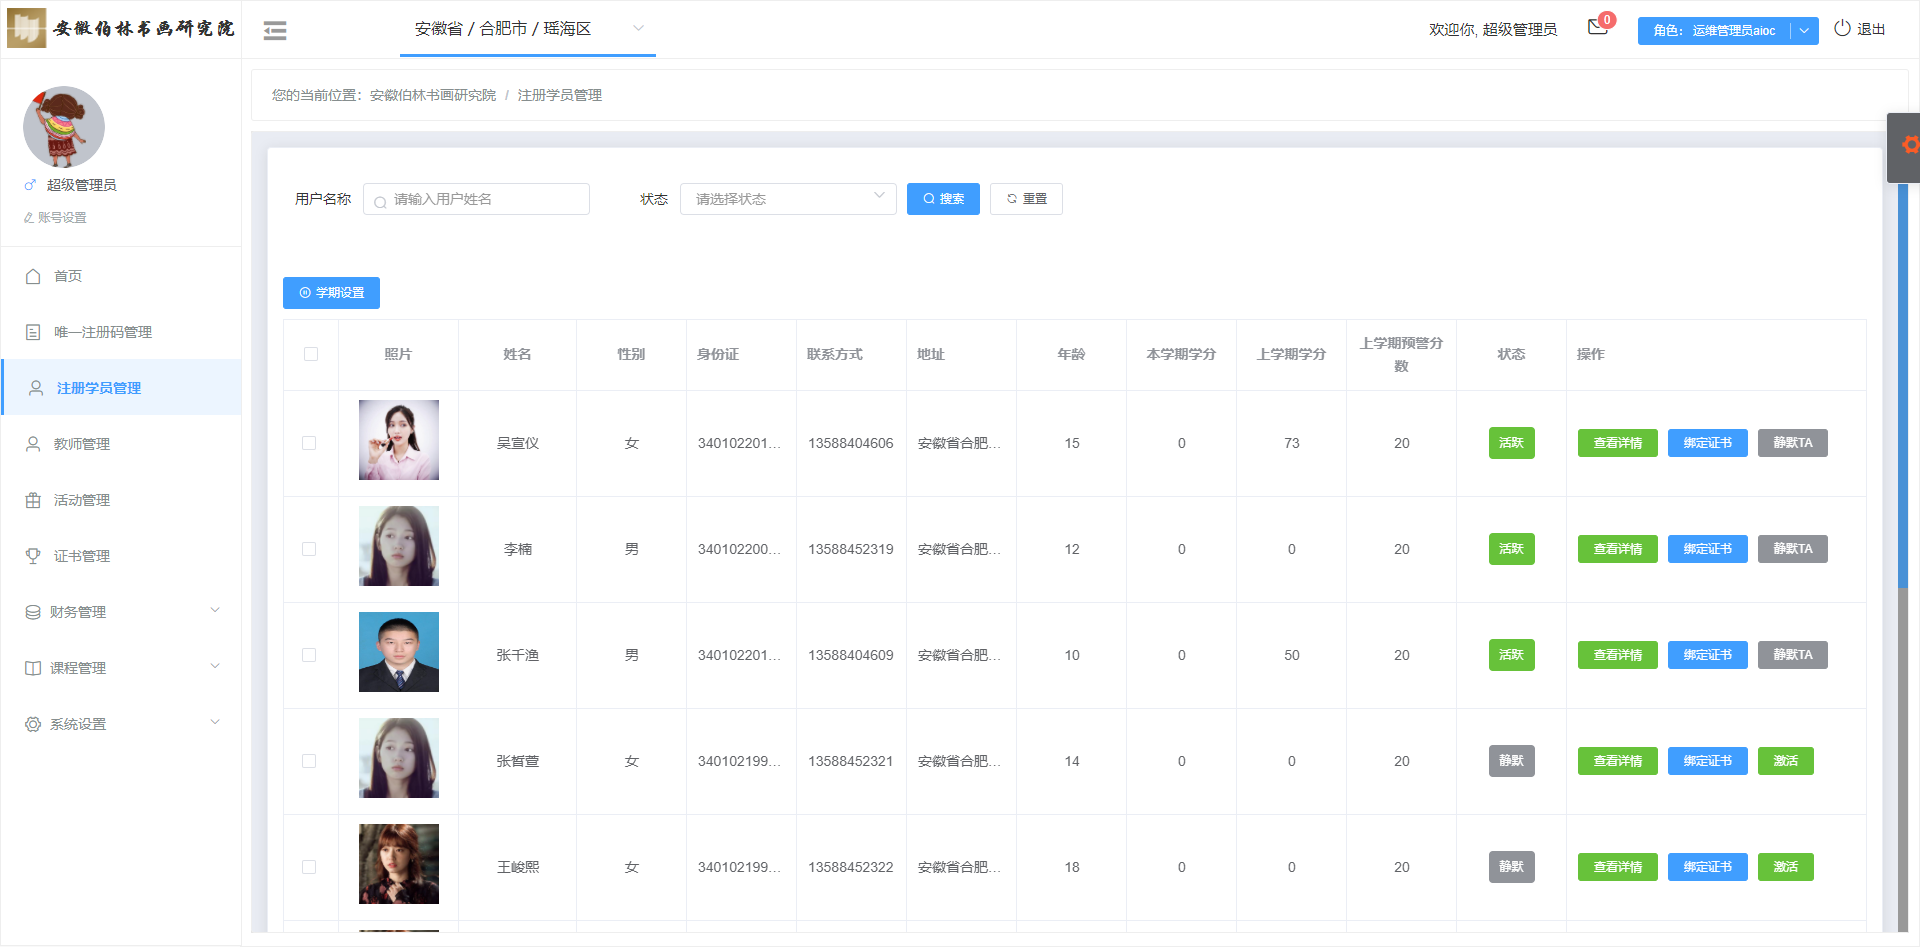 安徽伯林书画研究院
安徽省 / 合肥市 / 瑶海区
欢迎你, 超级管理员
0
角色： 运维管理员aioc
退出
超级管理员
账号设置
首页
唯一注册码管理
注册学员管理
教师管理
活动管理
证书管理
财务管理
课程管理
系统设置
您的当前位置：安徽伯林书画研究院 / 注册学员管理
用户名称 请输入用户姓名 状态 请选择状态 搜索 重置
学期设置
照片 姓名 性别 身份证 联系方式 地址 年龄 本学期学分 上学期学分 上学期预警分数 状态 操作
吴宣仪 女 340102201... 13588404606 安徽省合肥... 15 0 73 20 活跃 查看详情 绑定证书 静默TA
李楠 男 340102200... 13588452319 安徽省合肥... 12 0 0 20 活跃 查看详情 绑定证书 静默TA
张千渔 男 340102201... 13588404609 安徽省合肥... 10 0 50 20 活跃 查看详情 绑定证书 静默TA
张皙萱 女 340102199... 13588452321 安徽省合肥... 14 0 0 20 静默 查看详情 绑定证书 激活
王峻熙 女 340102199... 13588452322 安徽省合肥... 18 0 0 20 静默 查看详情 绑定证书 激活